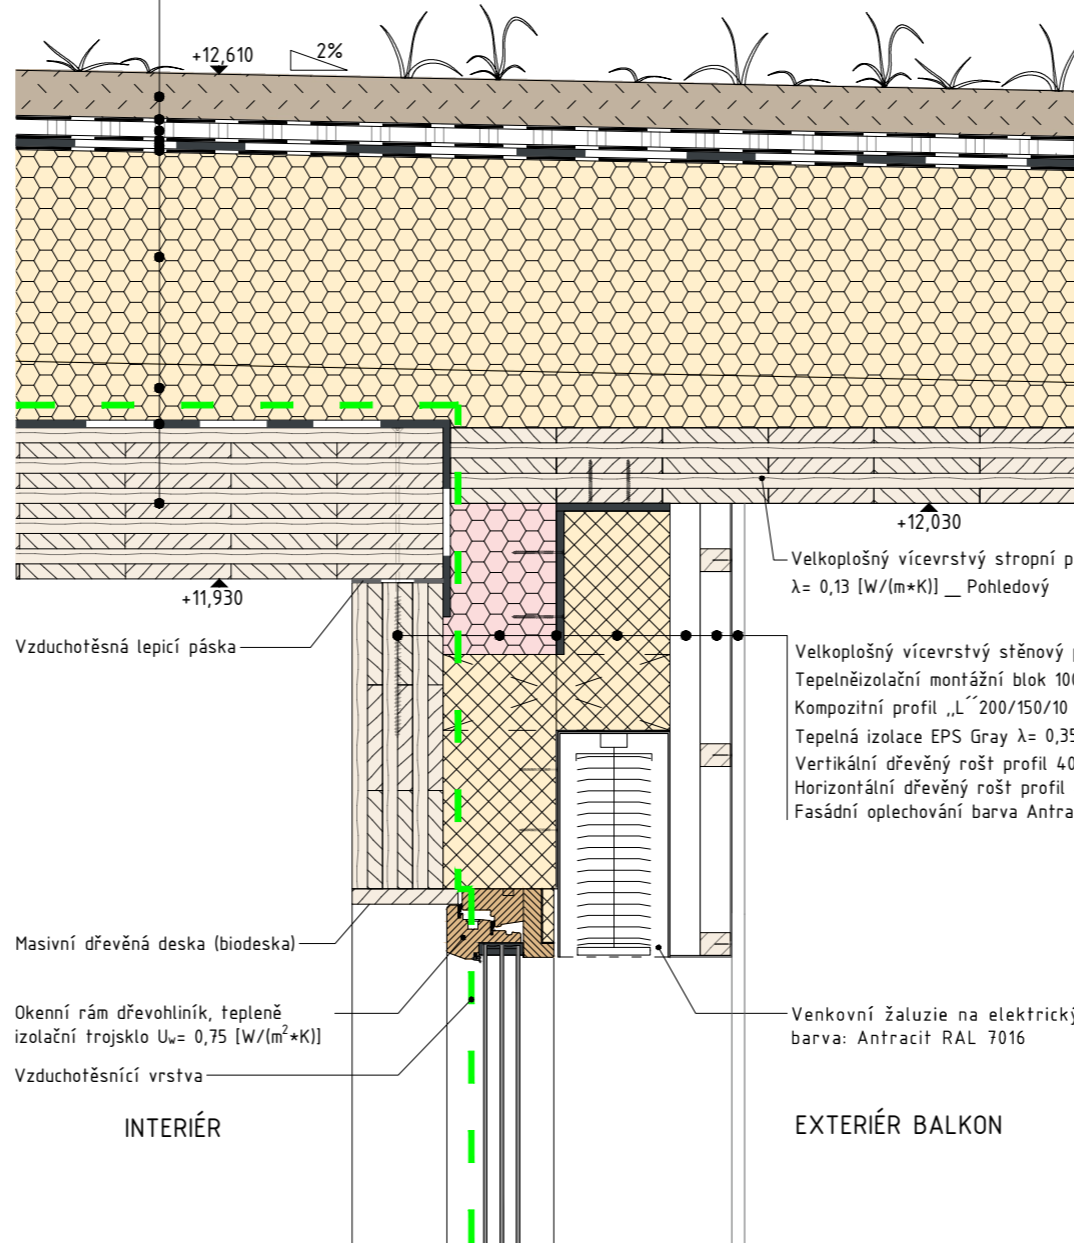 +12,610
2%
+12,030
+11,930
Velkoplošný vícevrstvý stropní p
λ= 0,13 [W/(m*K)] __ Pohledový
Vzduchotěsná lepicí páska
Velkoplošný vícevrstvý stěnový p
Tepelněizolační montážní blok 100
Kompozitní profil ,,L´´200/150/10
Tepelná izolace EPS Gray λ= 0,35
Vertikální dřevěný rošt profil 40
Horizontální dřevěný rošt profil
Fasádní oplechování barva Antra
Masivní dřevěná deska (biodeska)
Okenní rám dřevohliník, tepleně
izolační trojsklo Uw= 0,75 [W/(m²*K)]
Venkovní žaluzie na elektrický
barva: Antracit RAL 7016
Vzduchotěsnící vrstva
INTERIÉR
EXTERIÉR BALKON